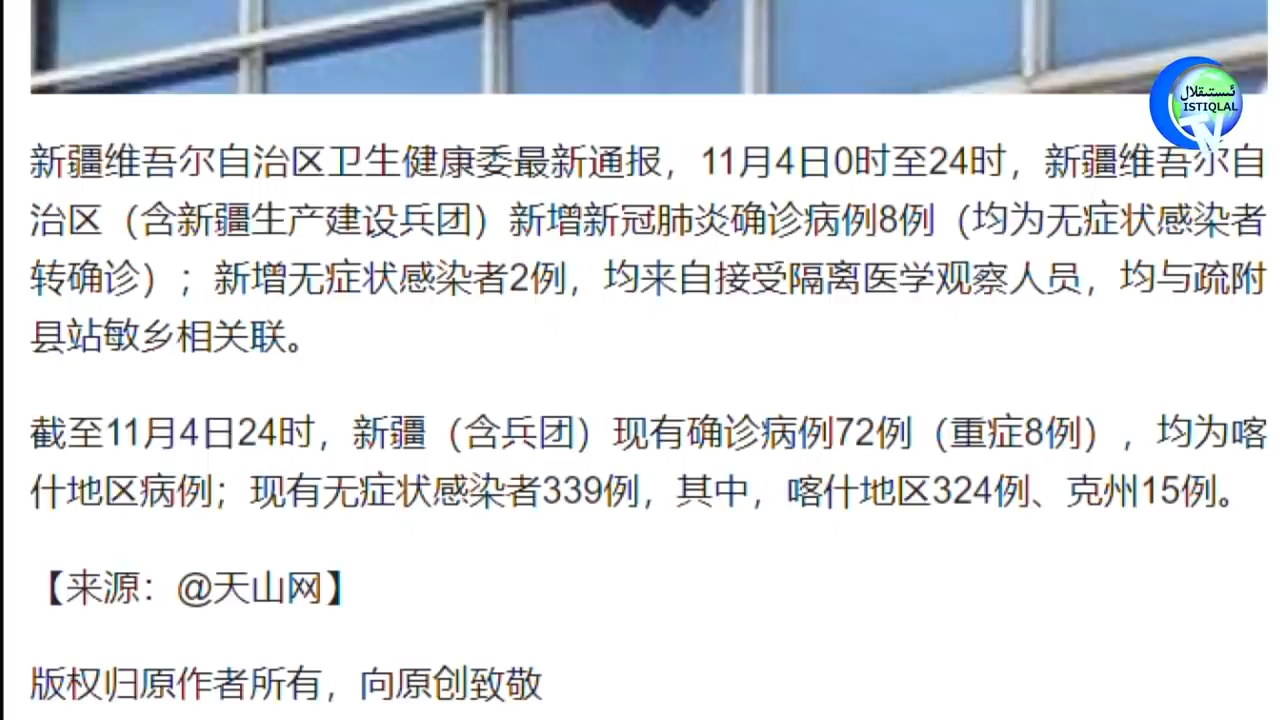 ئىستىقلال
ISTIQLAL
TV
新疆维吾尔自治区卫生健康委最新通报，11月4日0时至24时，新疆维吾尔自
治区（含新疆生产建设兵团）新增新冠肺炎确诊病例8例（均为无症状感染者
转确诊）；新增无症状感染者2例，均来自接受隔离医学观察人员，均与疏附
县站敏乡相关联。
截至11月4日24时，新疆（含兵团）现有确诊病例72例（重症8例），均为喀
什地区病例；现有无症状感染者339例，其中，喀什地区324例、克州15例。
【来源：@天山网】
版权归原作者所有，向原创致敬